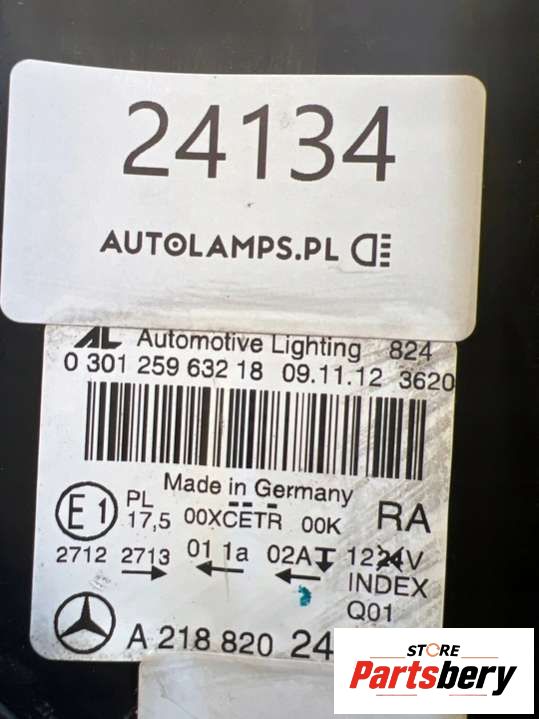 24134
AUTOLAMPS.PL
AL Automotive Lighting 824
0 301 259 632 18 09.11.12 3620
Made in Germany
E1 PL 17,5 00XCETR 00K RA
2712 2713 01 1a 02A 1224V
INDEX
Q01
A 218 820 24
STORE
Partsbery